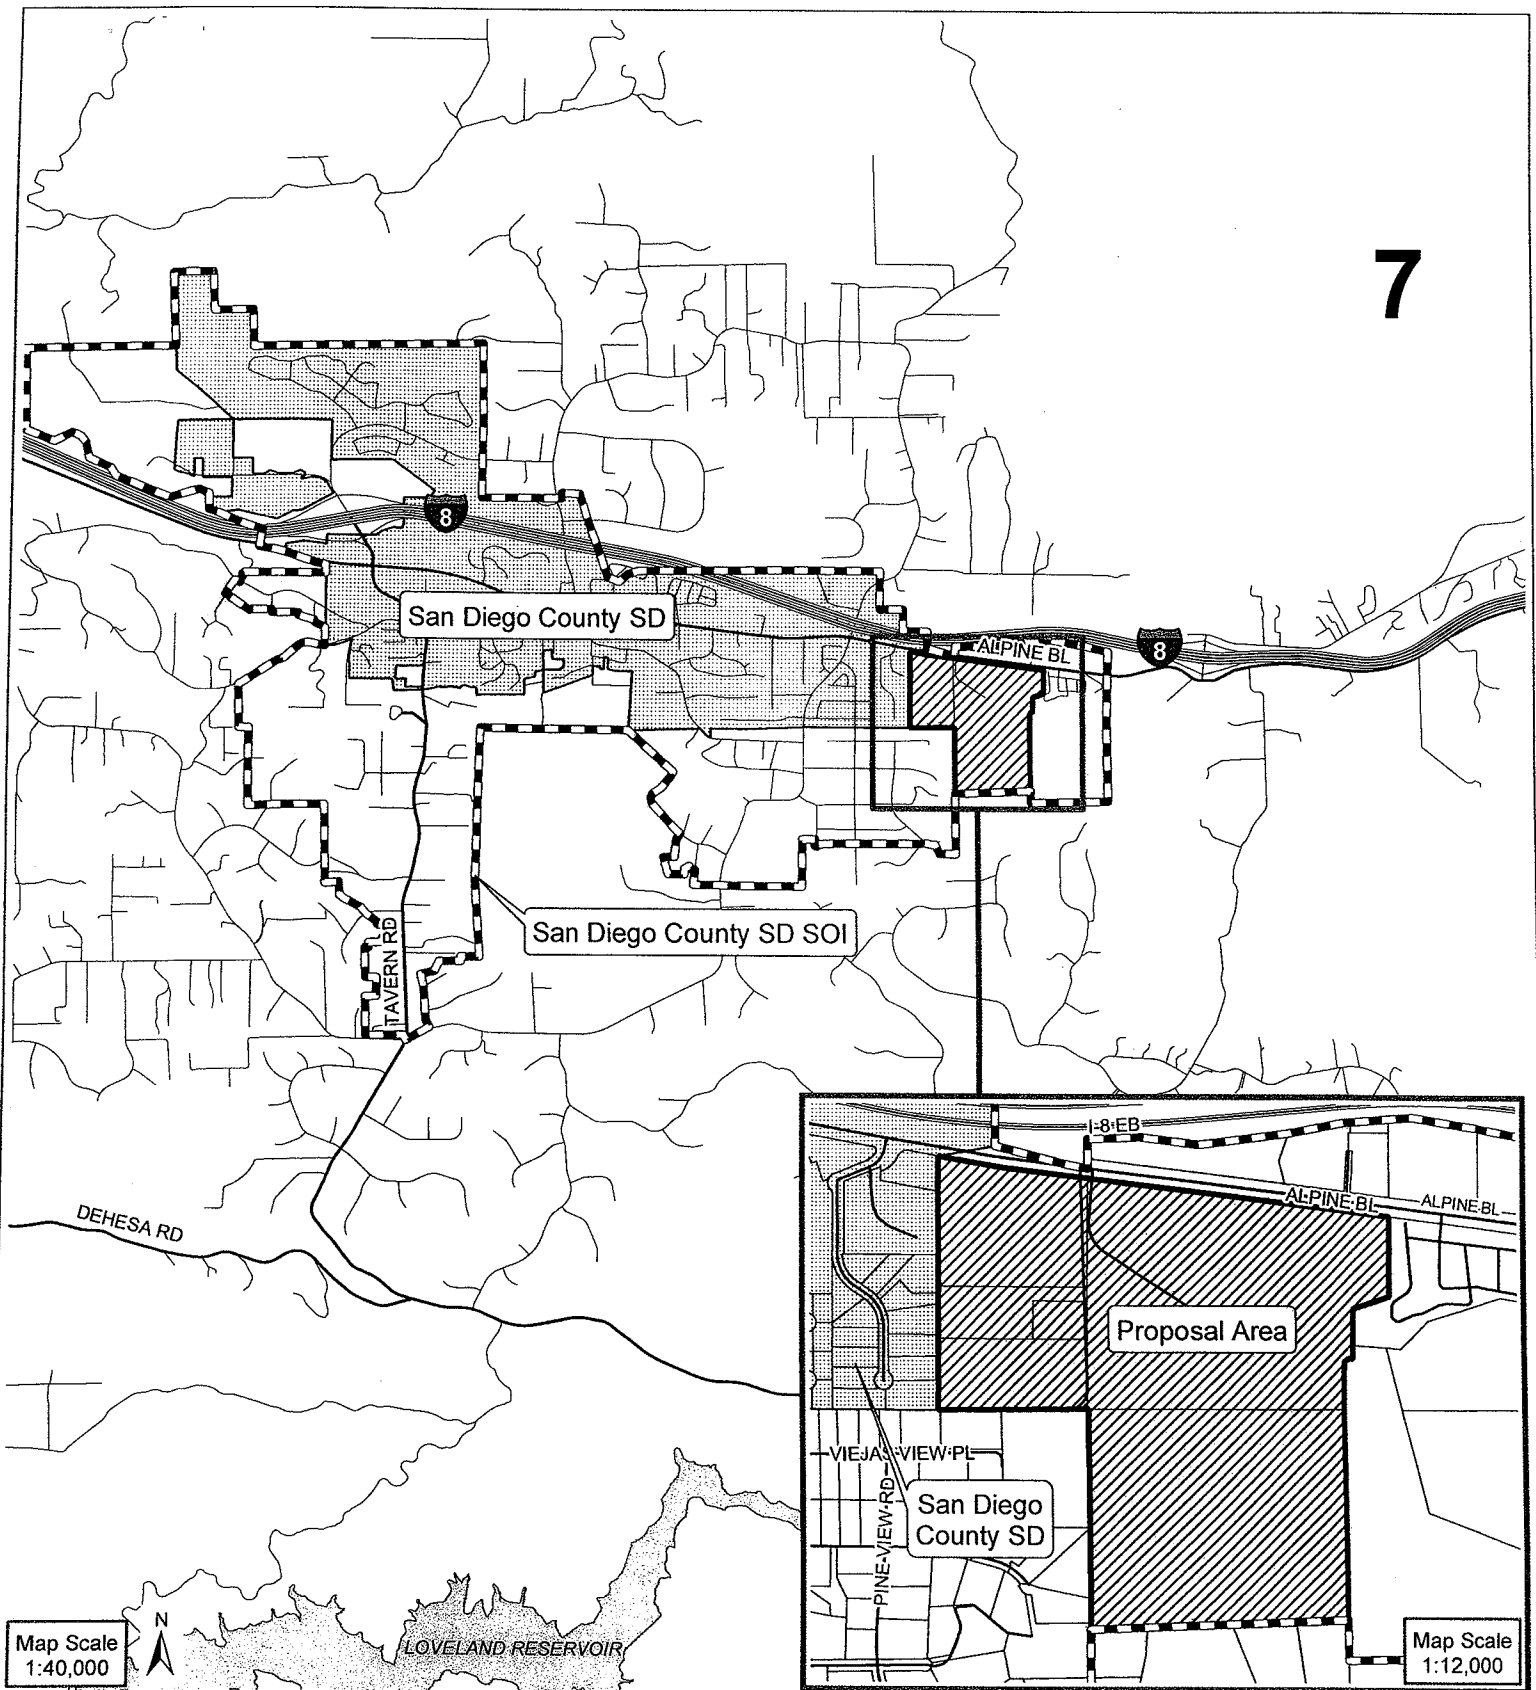 7
8
San Diego County SD
ALPINE BL
8
San Diego County SD SOI
TAVERN RD
DEHESA RD
I-8 EB
ALPINE BL
ALPINE BL
Proposal Area
VIEJAS VIEW PL
San Diego
County SD
PINE VIEW RD
N
Map Scale
1:40,000
LOVELAND RESERVOIR
Map Scale
1:12,000